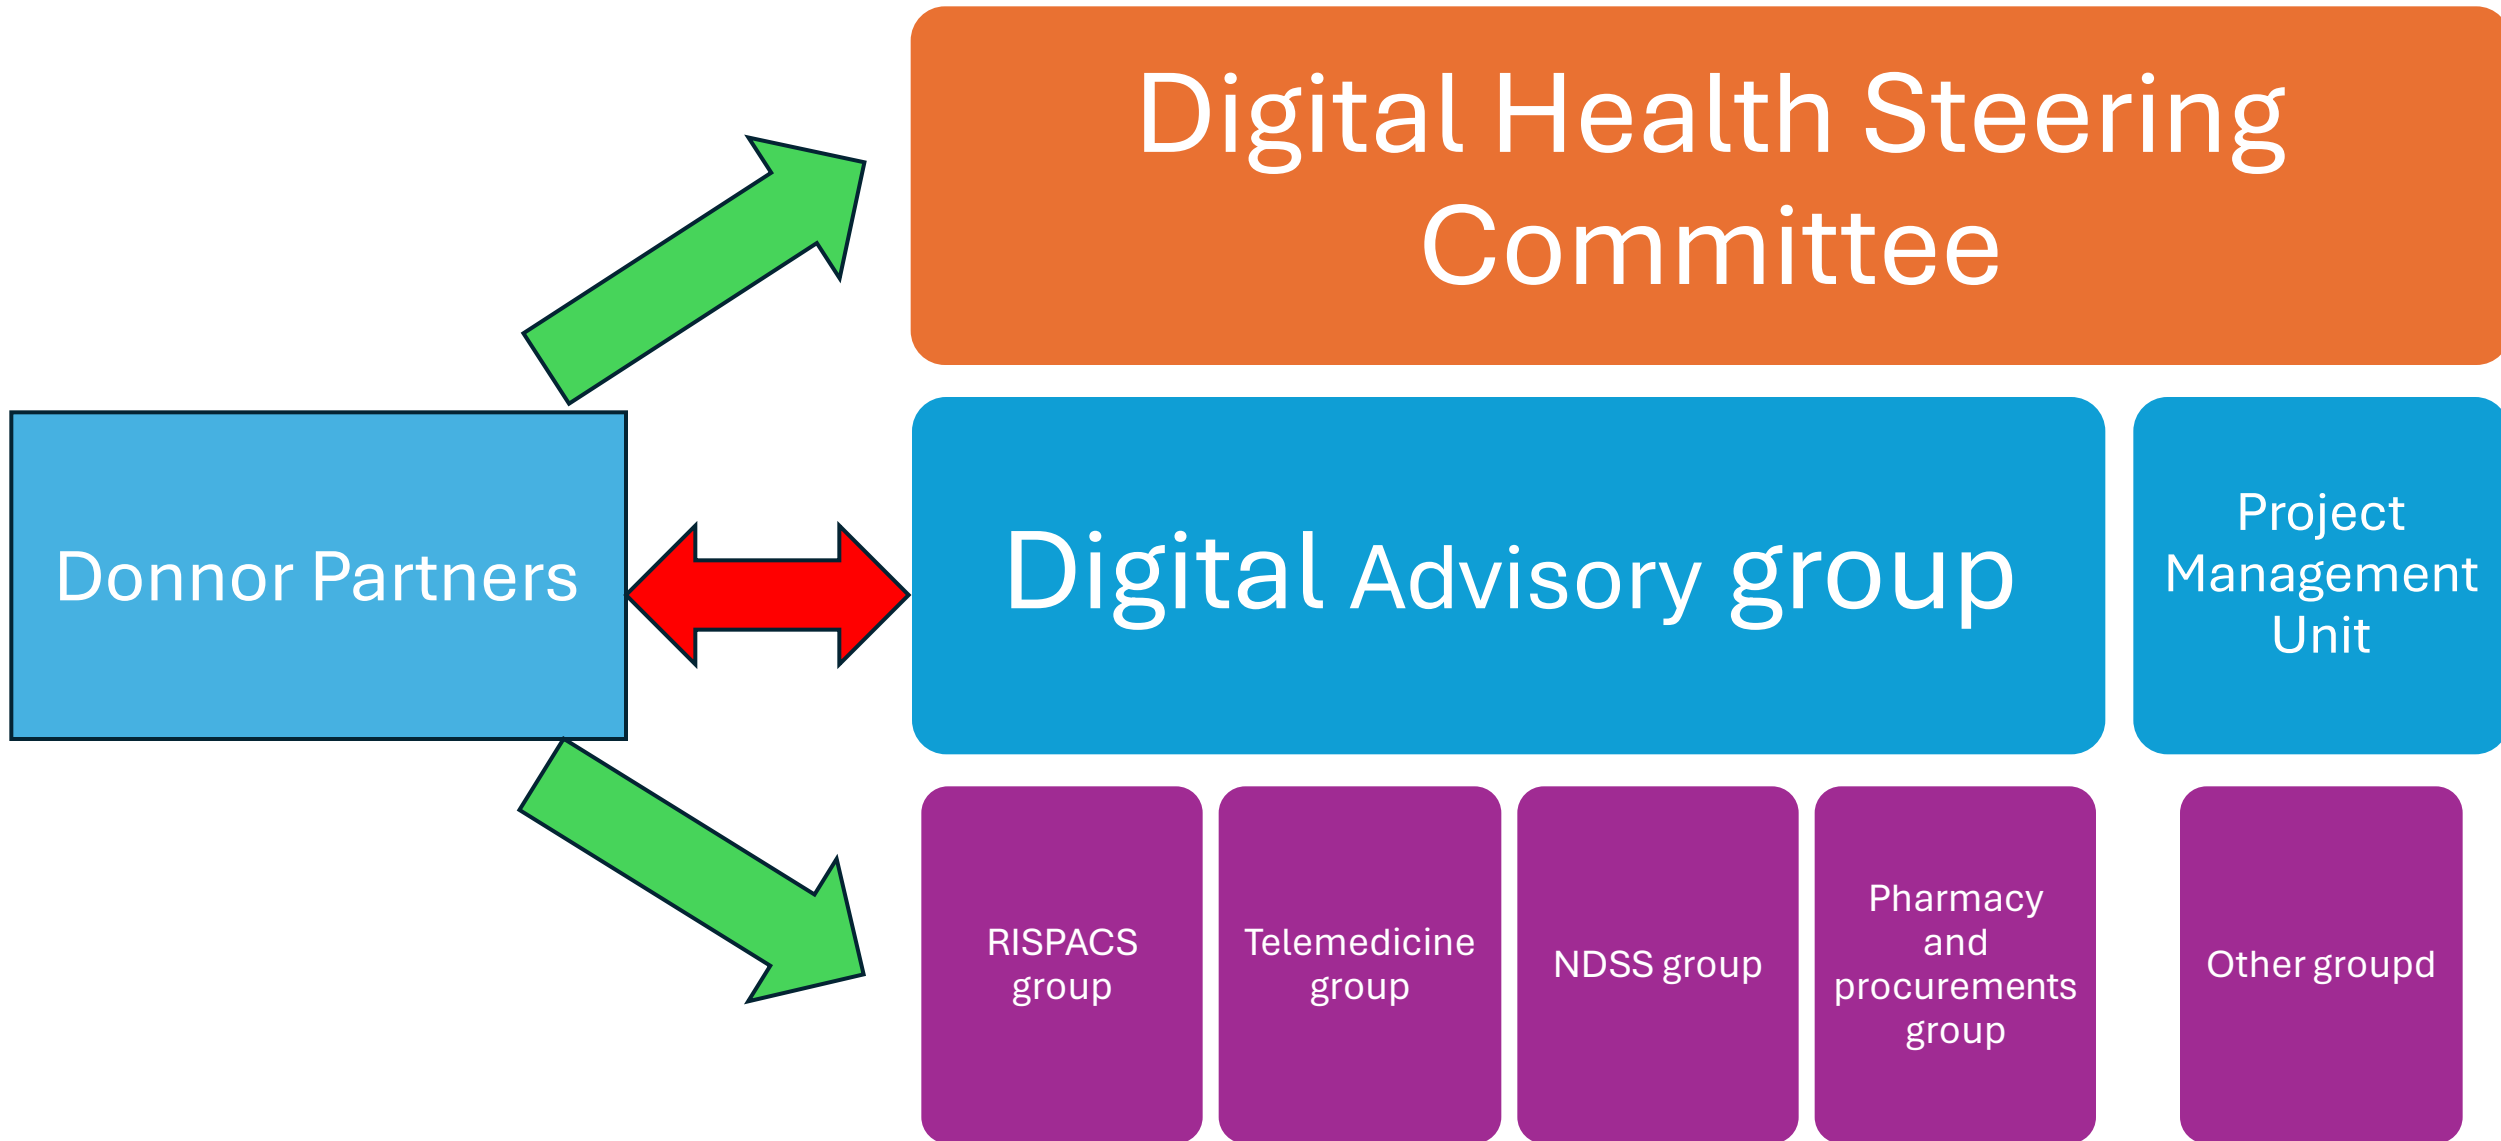 Digital Health Steering
Committee
Donnor Partners
Digital Advisory group
Project
Management
Unit
RISPACS
group
Telemedicine
group
NDSS group
Pharmacy
and
procurements
group
Other groupd